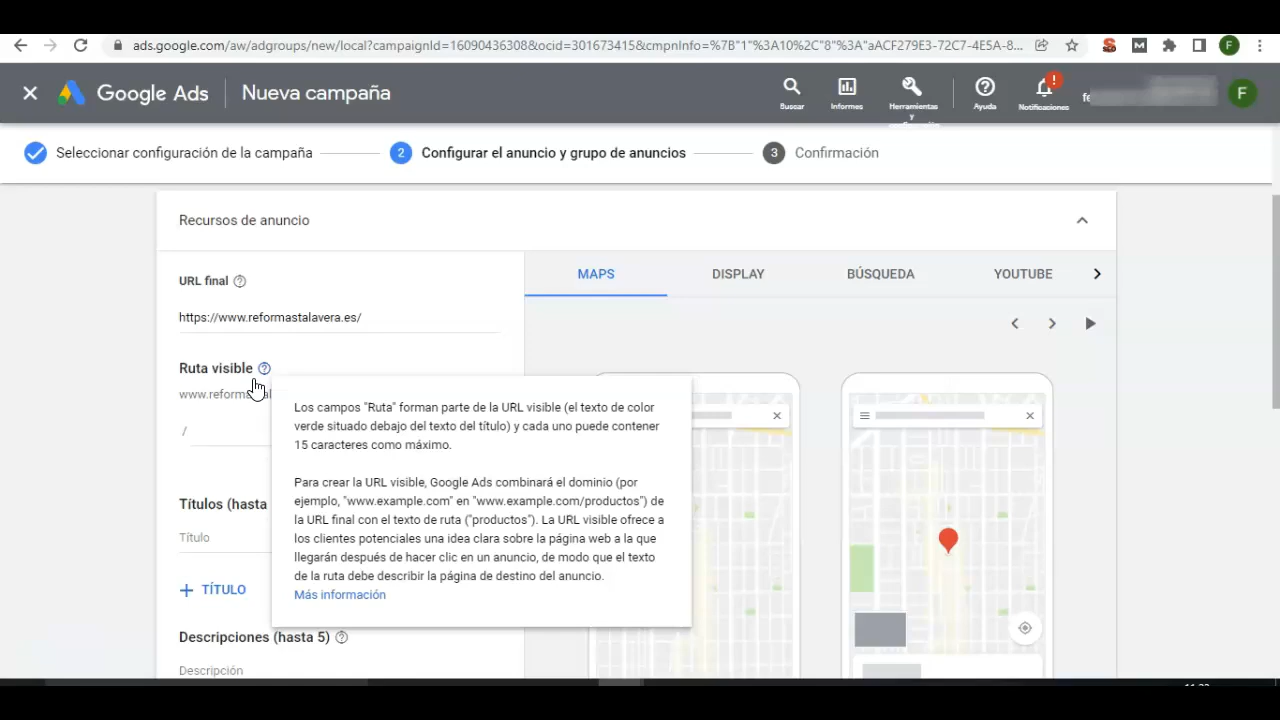 ads.google.com/aw/adgroups/new/local?campaignId=16090436308&ocid=301673415&cmpnInfo=%7B"1"%3A10%2C"8"%3A"aACF279E3-72C7-4E5A-8...
F
Google Ads
Nueva campaña
Buscar
Informes
Herramientas
y
configuración
Ayuda
Notificaciones
!
fe
F
Seleccionar configuración de la campaña
2
Configurar el anuncio y grupo de anuncios
3
Confirmación
Recursos de anuncio
URL final
https://www.reformastalavera.es/
MAPS
DISPLAY
BÚSQUEDA
YOUTUBE
Ruta visible
www.reformastal
/
Los campos "Ruta" forman parte de la URL visible (el texto de color
verde situado debajo del texto del título) y cada uno puede contener
15 caracteres como máximo.
Para crear la URL visible, Google Ads combinará el dominio (por
ejemplo, "www.example.com" en "www.example.com/productos") de
la URL final con el texto de ruta ("productos"). La URL visible ofrece a
los clientes potenciales una idea clara sobre la página web a la que
llegarán después de hacer clic en un anuncio, de modo que el texto
de la ruta debe describir la página de destino del anuncio.
Más información
Títulos (hasta
Título
+ TÍTULO
Descripciones (hasta 5)
Descripción